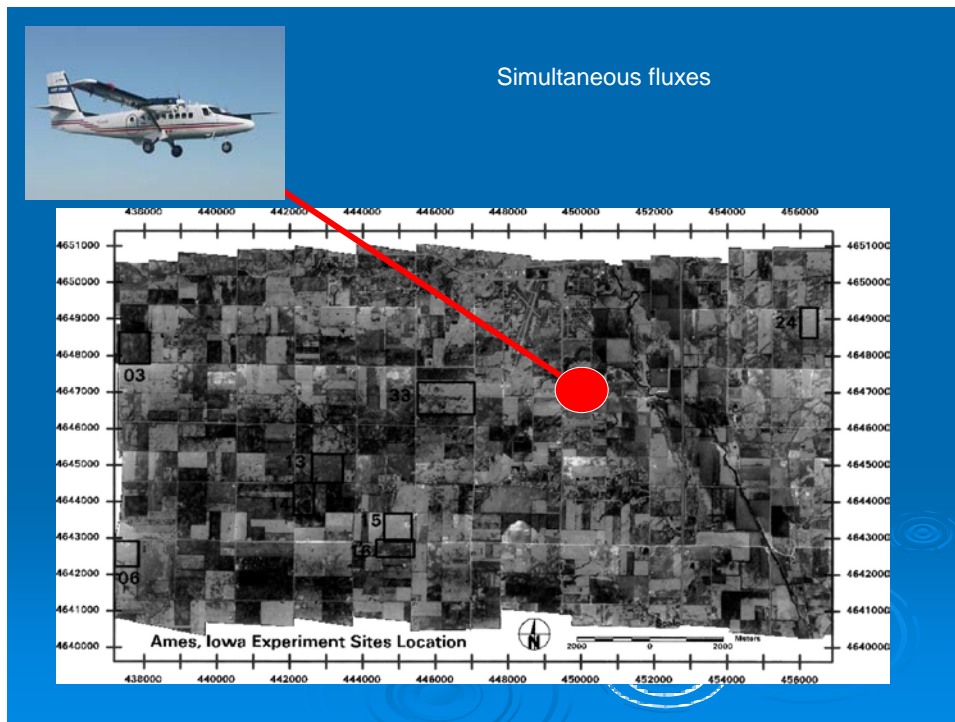 Simultaneous fluxes
438000 440000 442000 444000 446000 448000 450000 452000 454000 456000
4651000 4651000
4650000 4650000
4649000 24 4649000
4648000 4648000
03
4647000 33 4647000
4646000 4646000
4645000 13 4645000
4644000 14 4644000
5
4643000 16 4643000
4642000 06 4642000
4641000 4641000
4640000 Ames, Iowa Experiment Sites Location N 2000 0 2000 Meters 4640000
438000 440000 442000 444000 446000 448000 450000 452000 454000 456000